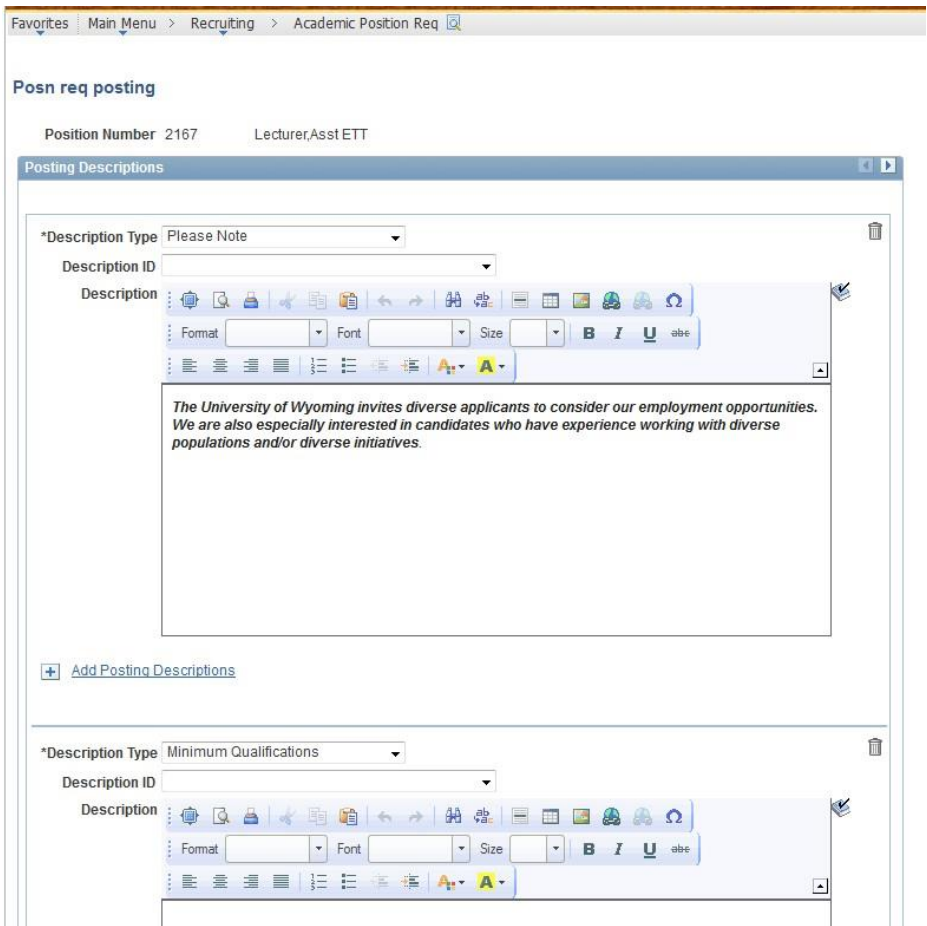 Favorites Main Menu > Recruiting > Academic Position Req
Posn req posting
Position Number 2167 Lecturer,Asst ETT
Posting Descriptions
*Description Type Please Note
Description ID
Description
Format Font Size B I U abc
A A
The University of Wyoming invites diverse applicants to consider our employment opportunities.
We are also especially interested in candidates who have experience working with diverse
populations and/or diverse initiatives.
Add Posting Descriptions
*Description Type Minimum Qualifications
Description ID
Description
Format Font Size B I U abc
A A